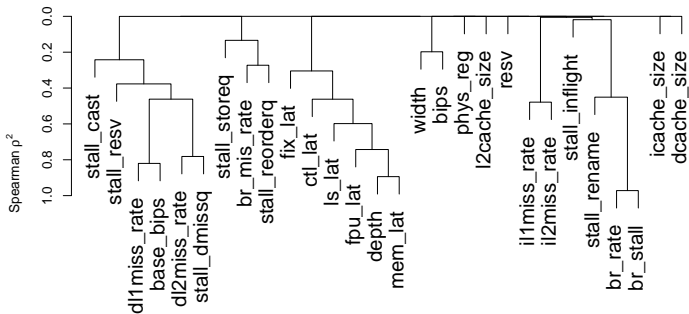 0.0
0.2
0.4
0.6
0.8
1.0
Spearman ρ²
stall_cast
stall_resv
dl1miss_rate
base_bips
dl2miss_rate
stall_dmissq
stall_storeq
br_mis_rate
stall_reorderq
fix_lat
ctl_lat
ls_lat
fpu_lat
depth
mem_lat
width
bips
phys_reg
l2cache_size
resv
il1miss_rate
il2miss_rate
stall_inflight
stall_rename
br_rate
br_stall
icache_size
dcache_size